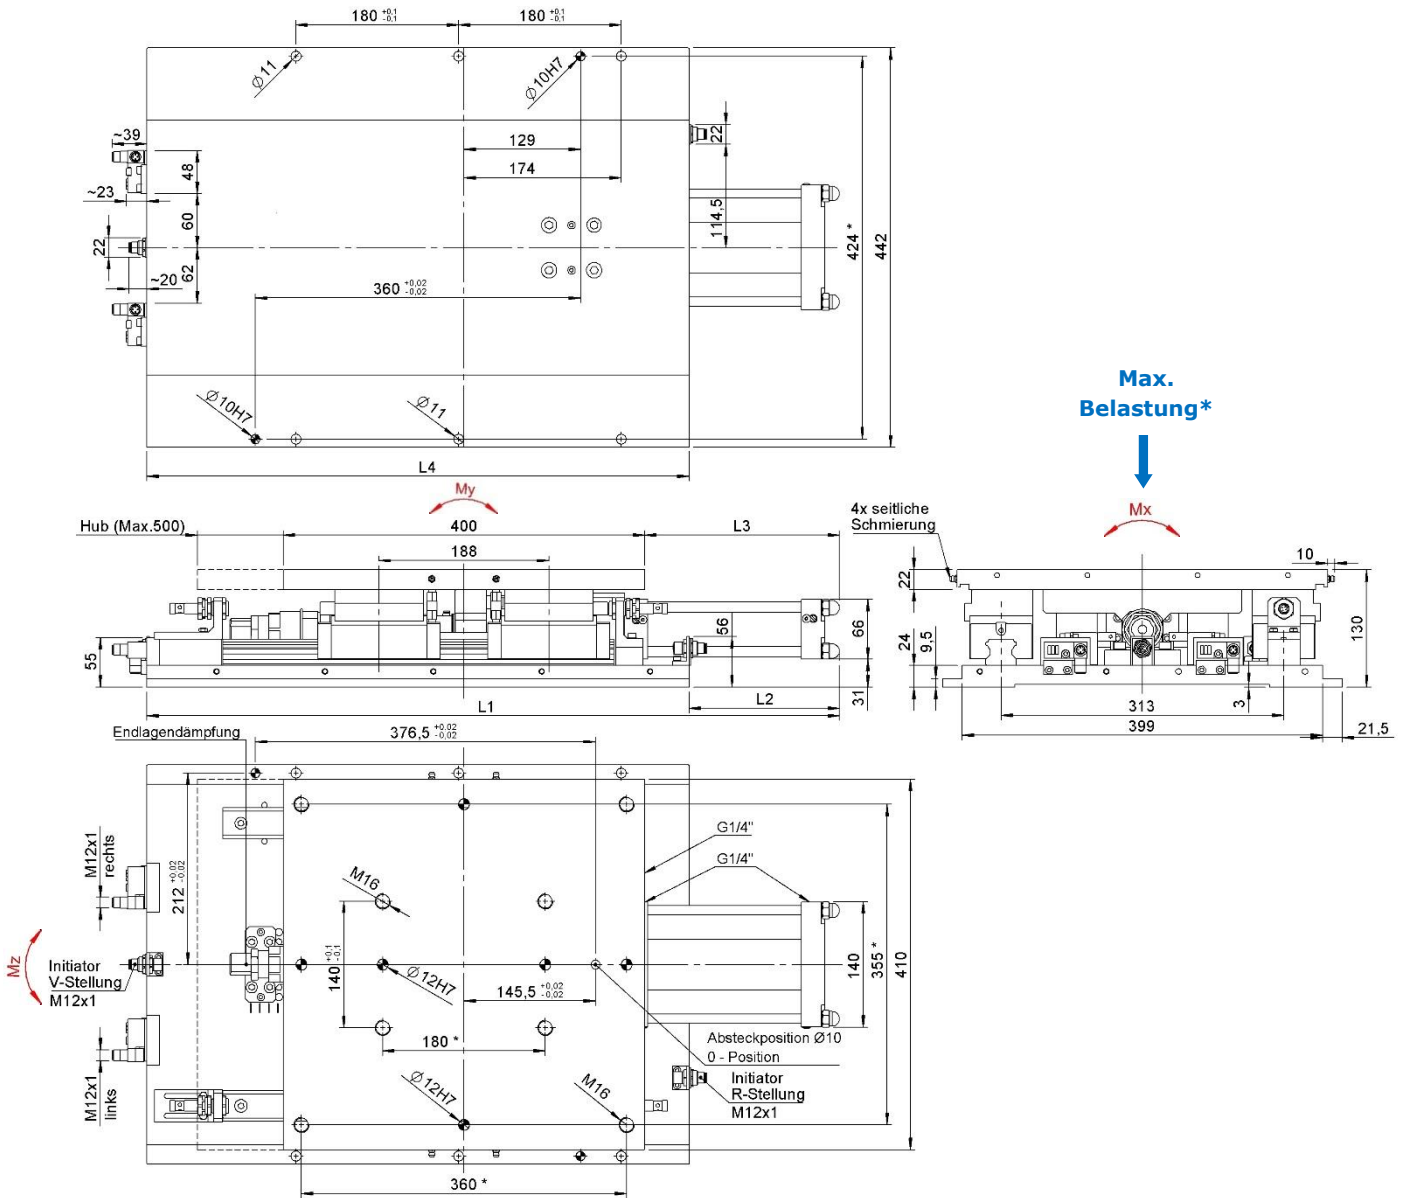 180 +0,1 -0,1
180 +0,1 -0,1
Ø11
Ø10H7
~39
48
22
129
174
~23
60
114,5
424 *
442
22
62
~20
360 +0,02 -0,02
Ø10H7
Ø11
L4
Max.
Belastung*
My
Hub (Max.500)
400
L3
188
56
66
55
31
L1
L2
4x seitliche
Schmierung
Mx
10
22
130
24
9,5
3
313
399
21,5
Endlagendämpfung
376,5 +0,02 -0,02
M12x1
rechts
212 +0,02 -0,02
G1/4"
G1/4"
M16
Mz
Initiator
V-Stellung
M12x1
140 +0,1 -0,1
Ø12H7
145,5 +0,02 -0,02
140
355 *
410
Absteckposition Ø10
0 - Position
180 *
Initiator
R-Stellung
M12x1
M12x1
links
Ø12H7
M16
360 *